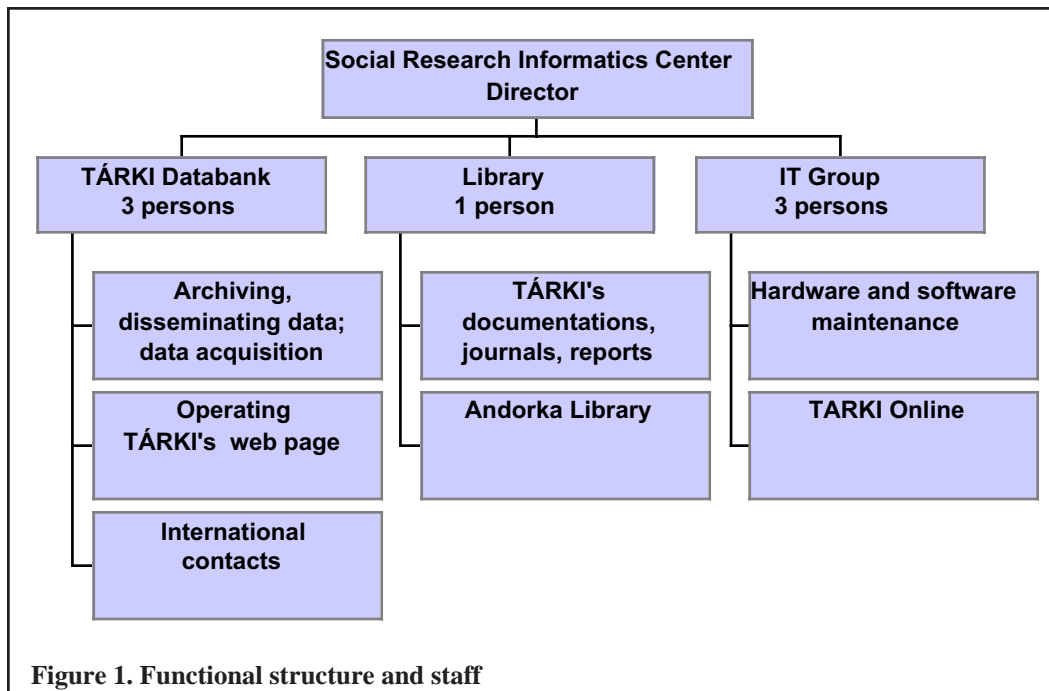 Social Research Informatics Center
Director
TÁRKI Databank
3 persons
Library
1 person
IT Group
3 persons
Archiving,
disseminating data;
data acquisition
Operating
TÁRKI's web page
International
contacts
TÁRKI's
documentations,
journals, reports
Andorka Library
Hardware and software
maintenance
TARKI Online
Figure 1. Functional structure and staff